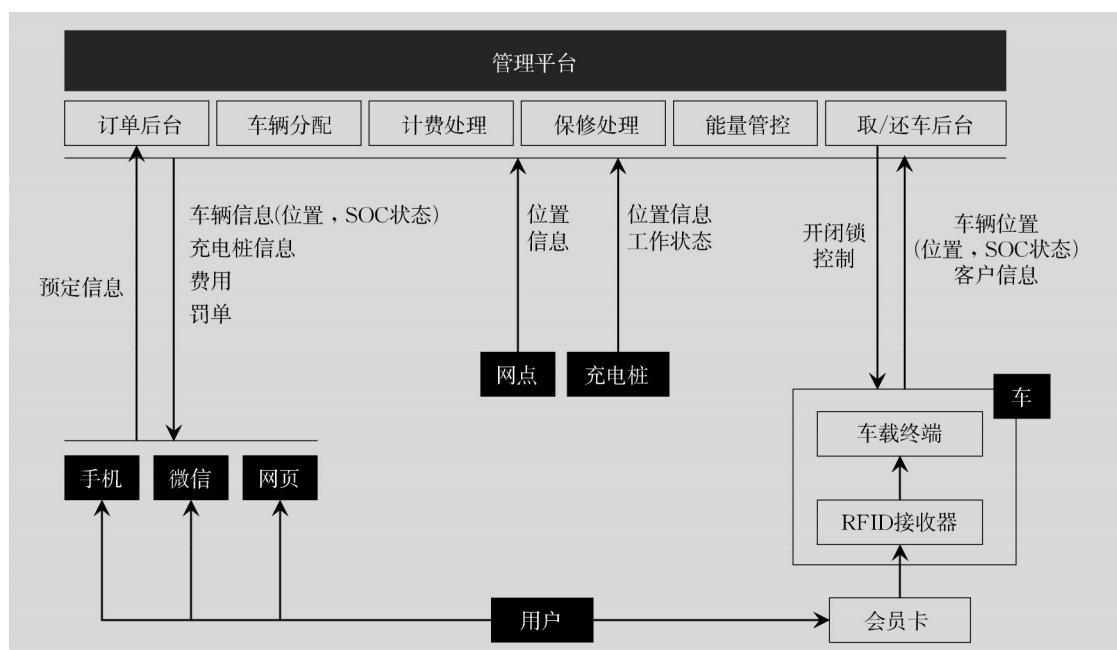 管理平台
订单后台
车辆分配
计费处理
保修处理
能量管控
取/还车后台
预定信息
车辆信息(位置，SOC状态)
充电桩信息
费用
罚单
位置
信息
位置信息
工作状态
开闭锁
控制
车辆位置
(位置，SOC状态)
客户信息
网点
充电桩
车
车载终端
RFID接收器
手机
微信
网页
用户
会员卡